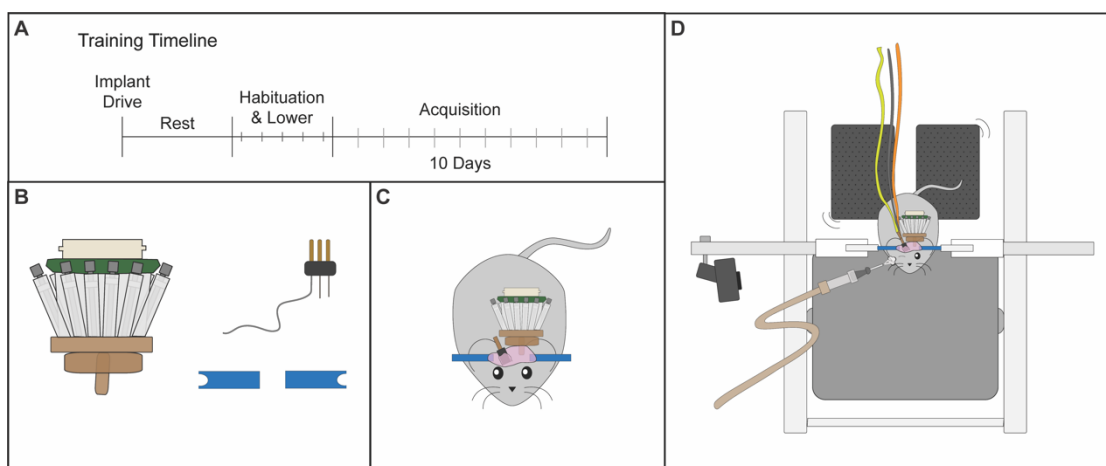 A
Training Timeline
Implant
Drive
Rest
Habituation
& Lower
Acquisition
10 Days
B
C
D